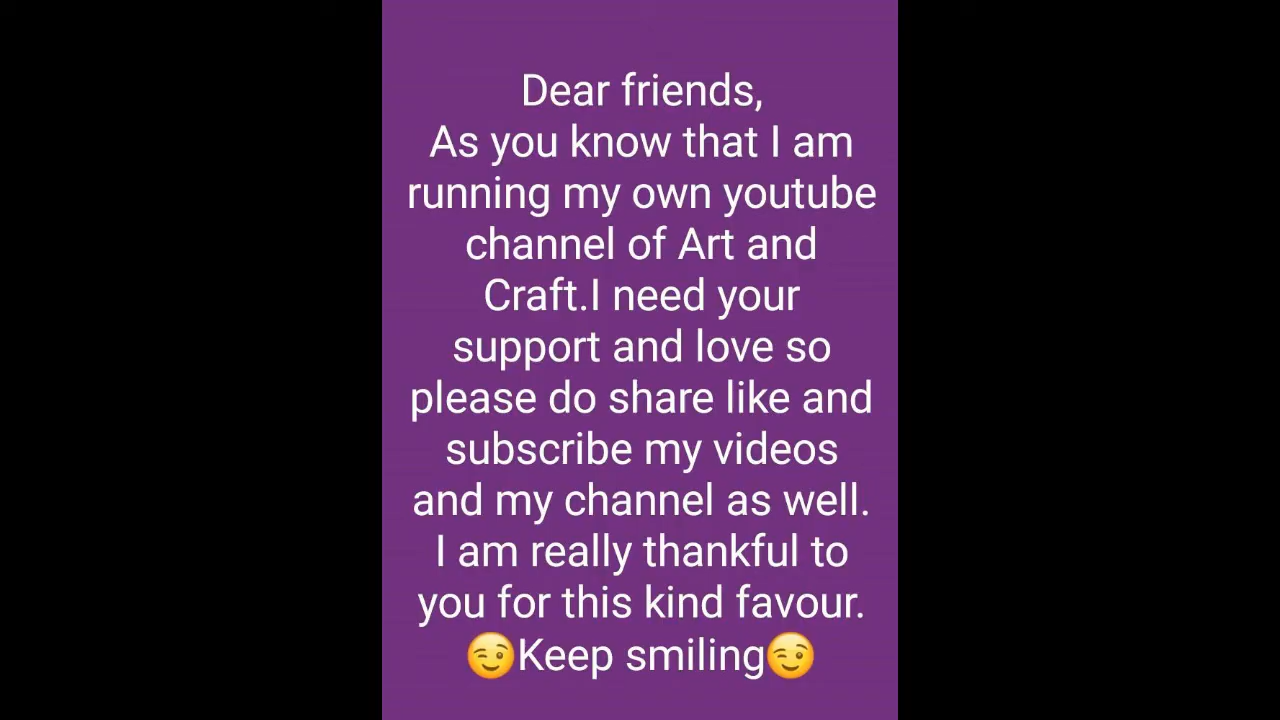 Dear friends,
As you know that I am
running my own youtube
channel of Art and
Craft.I need your
support and love so
please do share like and
subscribe my videos
and my channel as well.
I am really thankful to
you for this kind favour.
😉Keep smiling😉